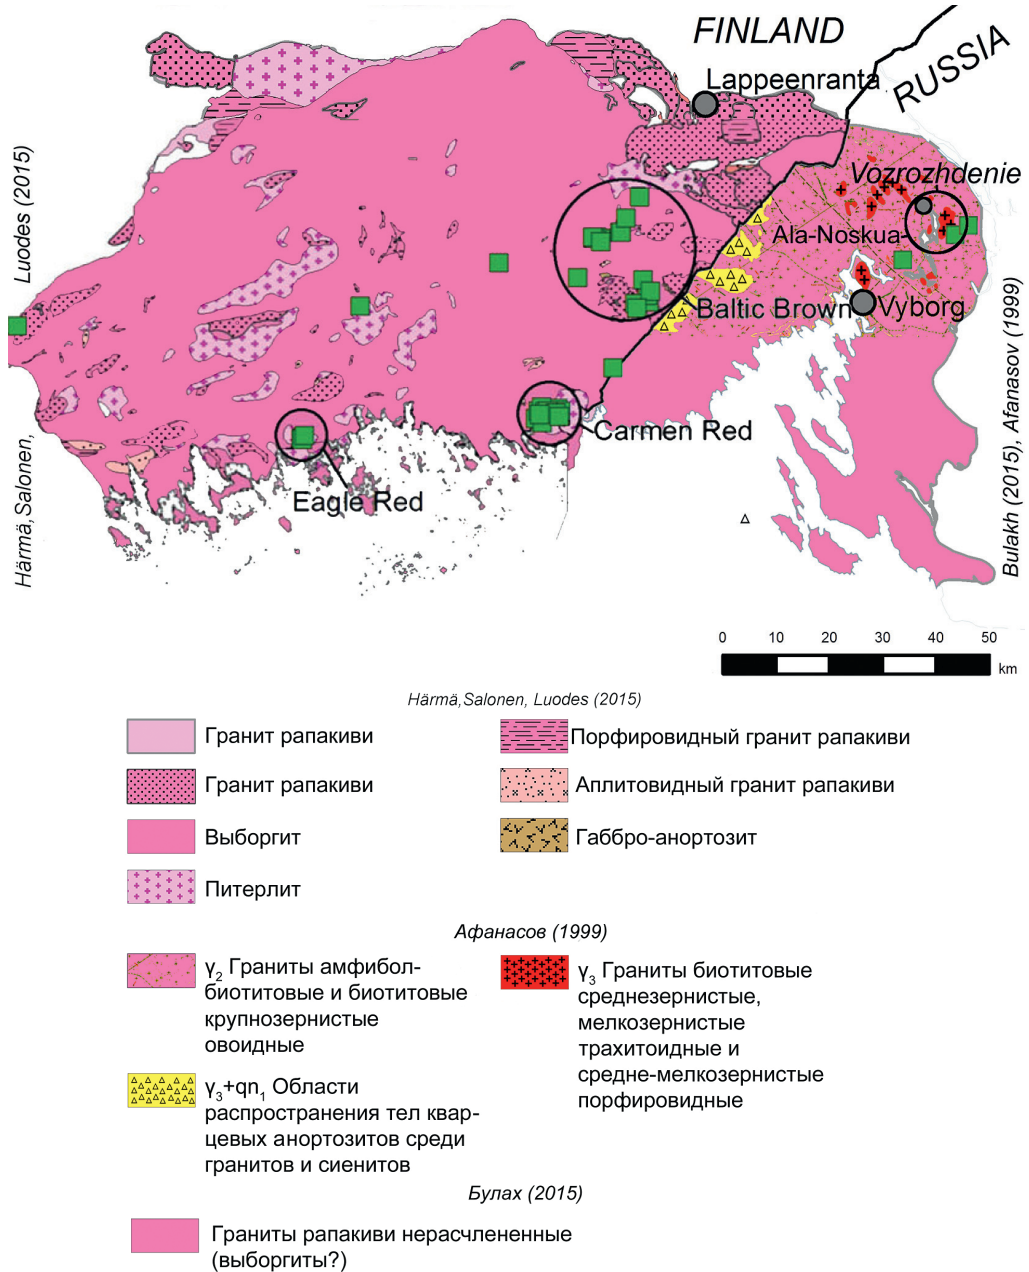 FINLAND
RUSSIA
Lappeenranta
Vozrozhdenie
Ala-Noskua
Baltic Brown
Vyborg
Carmen Red
Eagle Red
Härmä,Salonen,
Luodes (2015)
Bulakh (2015), Afanasov (1999)
0 10 20 30 40 50
km
Härmä,Salonen, Luodes (2015)
Гранит рапакиви
Порфировидный гранит рапакиви
Гранит рапакиви
Аплитовидный гранит рапакиви
Выборгит
Габбро-анортозит
Питерлит
Афанасов (1999)
γ2 Граниты амфибол-
биотитовые и биотитовые
крупнозернистые
овоидные
γ3 Граниты биотитовые
среднезернистые,
мелкозернистые
трахитоидные и
средне-мелкозернистые
порфировидные
γ3+qn1 Области
распространения тел квар-
цевых анортозитов среди
гранитов и сиенитов
Булах (2015)
Граниты рапакиви нерасчлененные
(выборгиты?)